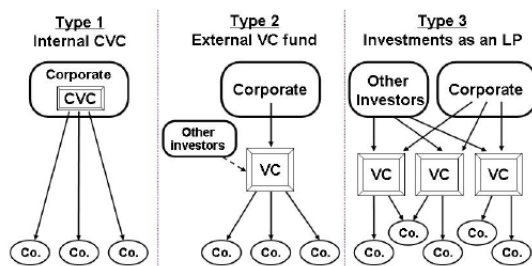 Type 1
Internal CVC
Corporate
CVC
Co.
Co.
Co.
Type 2
External VC fund
Corporate
Other
investors
VC
Co.
Co.
Co.
Type 3
Investments as an LP
Other
Investors
Corporate
VC
VC
VC
Co.
Co.
Co.
Co.
Co.